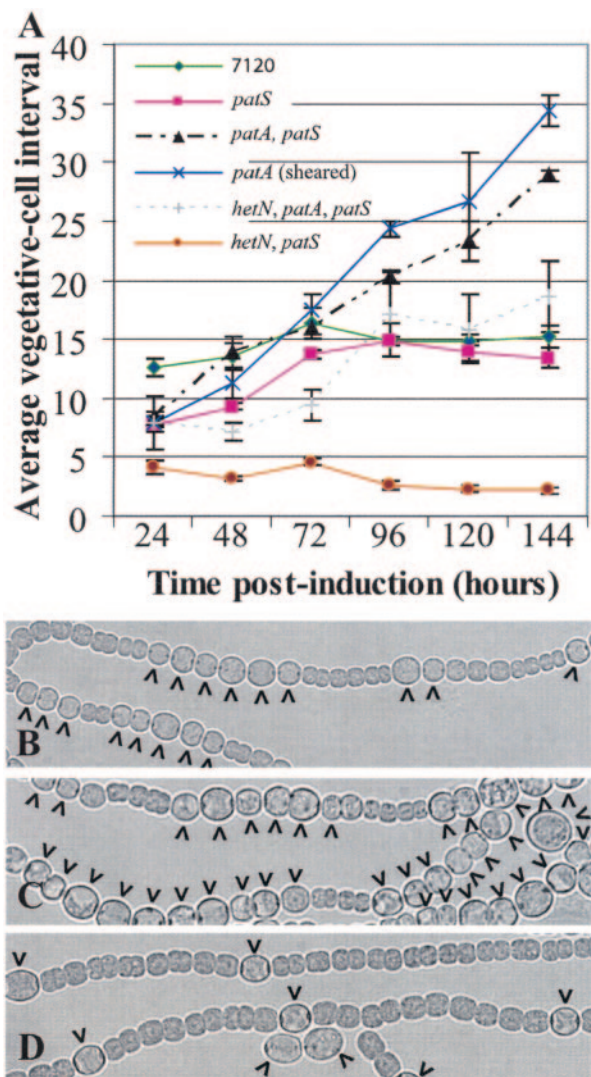 A
Average vegetative-cell interval
40
35
30
25
20
15
10
5
0
7120
patS
patA, patS
patA (sheared)
hetN, patA, patS
hetN, patS
24 48 72 96 120 144
Time post-induction (hours)
B
C
D